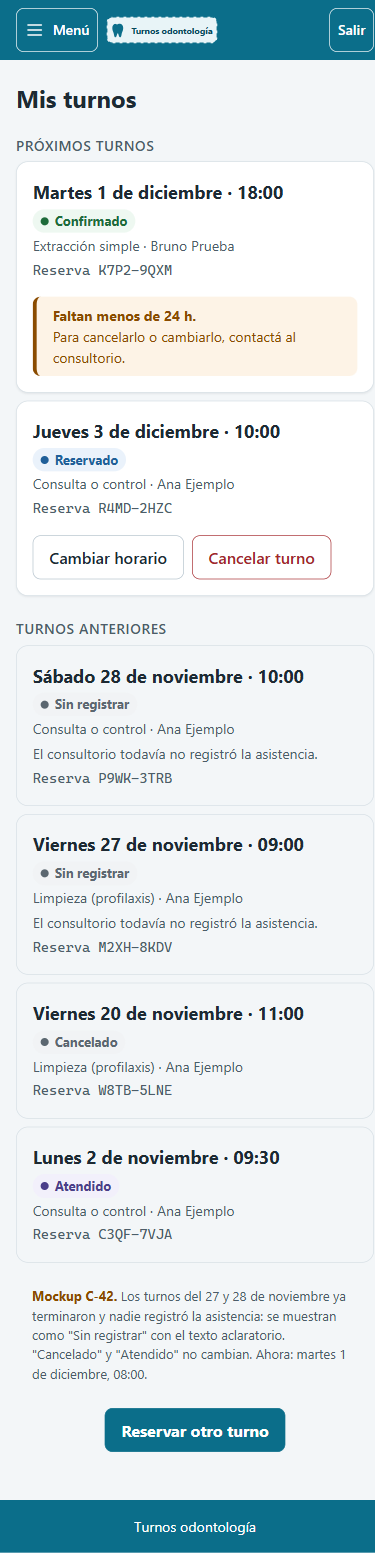 Menú
Turnos odontología
Salir
Mis turnos
PRÓXIMOS TURNOS
Martes 1 de diciembre · 18:00
Confirmado
Extracción simple · Bruno Prueba
Reserva K7P2-9QXM
Faltan menos de 24 h.
Para cancelarlo o cambiarlo, contactá al
consultorio.
Jueves 3 de diciembre · 10:00
Reservado
Consulta o control · Ana Ejemplo
Reserva R4MD-2HZC
Cambiar horario
Cancelar turno
TURNOS ANTERIORES
Sábado 28 de noviembre · 10:00
Sin registrar
Consulta o control · Ana Ejemplo
El consultorio todavía no registró la asistencia.
Reserva P9WK-3TRB
Viernes 27 de noviembre · 09:00
Sin registrar
Limpieza (profilaxis) · Ana Ejemplo
El consultorio todavía no registró la asistencia.
Reserva M2XH-8KDV
Viernes 20 de noviembre · 11:00
Cancelado
Limpieza (profilaxis) · Ana Ejemplo
Reserva W8TB-5LNE
Lunes 2 de noviembre · 09:30
Atendido
Consulta o control · Ana Ejemplo
Reserva C3QF-7VJA
Mockup C-42. Los turnos del 27 y 28 de noviembre ya
terminaron y nadie registró la asistencia: se muestran
como "Sin registrar" con el texto aclaratorio.
"Cancelado" y "Atendido" no cambian. Ahora: martes 1
de diciembre, 08:00.
Reservar otro turno
Turnos odontología